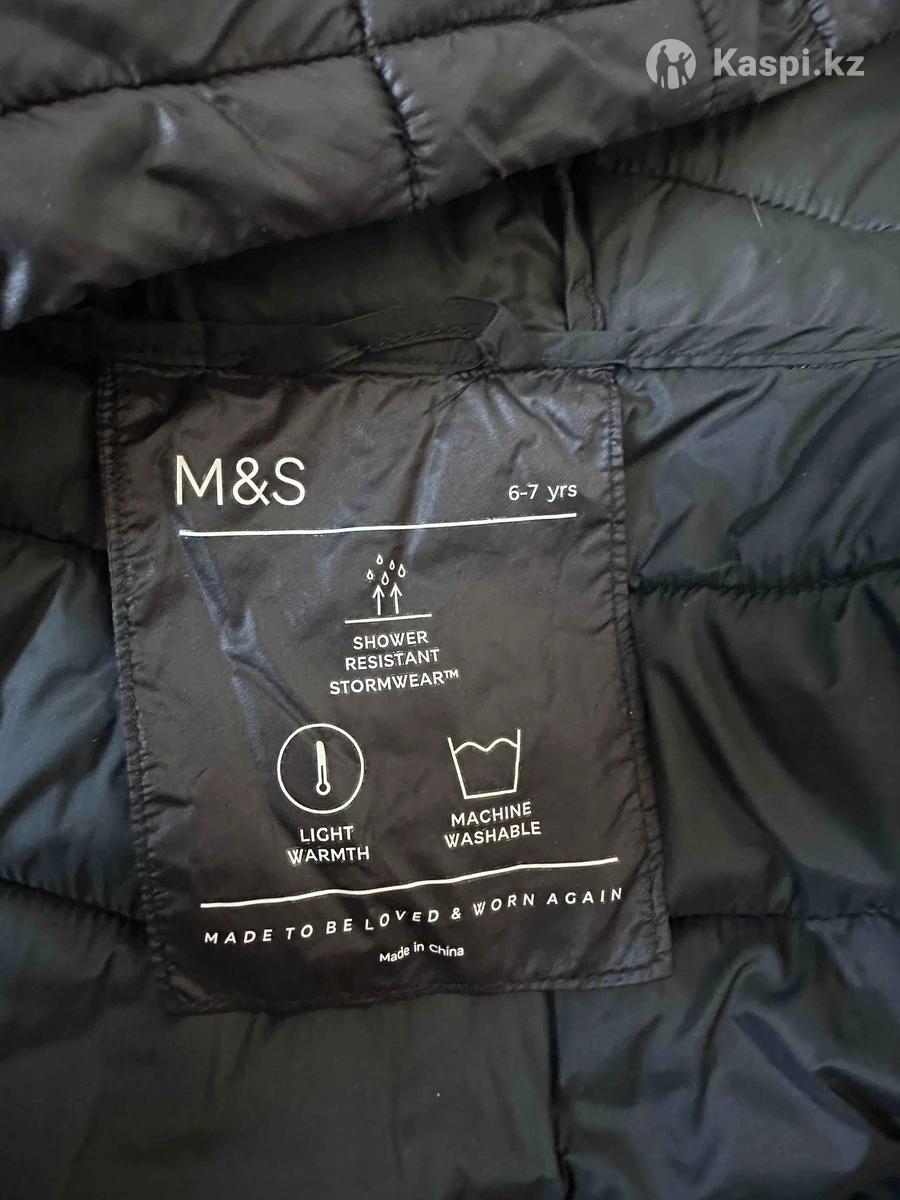 Kaspi.kz
M&S
6-7 yrs
SHOWER
RESISTANT
STORMWEAR™
LIGHT
WARMTH
MACHINE
WASHABLE
MADE TO BE LOVED & WORN AGAIN
Made in China